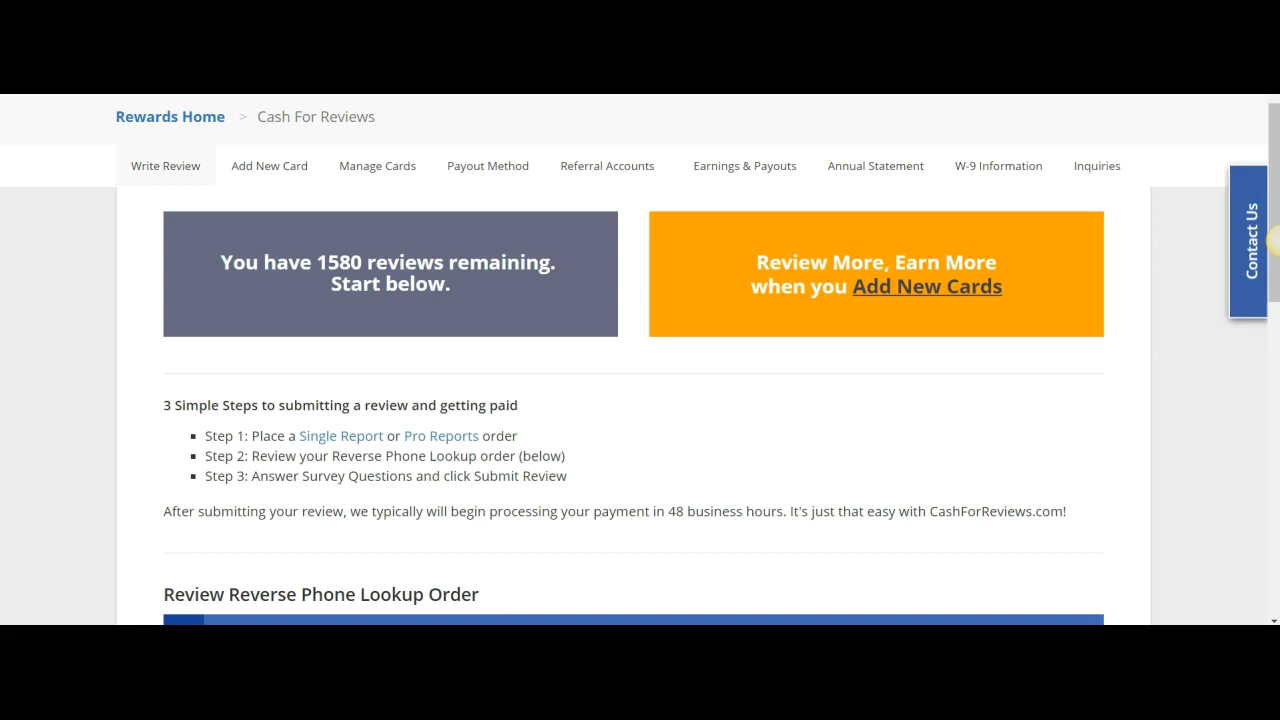 Rewards Home > Cash For Reviews
Write Review Add New Card Manage Cards Payout Method Referral Accounts Earnings & Payouts Annual Statement W-9 Information Inquiries
You have 1580 reviews remaining.
Start below.
Review More, Earn More
when you Add New Cards
Contact Us
3 Simple Steps to submitting a review and getting paid
Step 1: Place a Single Report or Pro Reports order
Step 2: Review your Reverse Phone Lookup order (below)
Step 3: Answer Survey Questions and click Submit Review
After submitting your review, we typically will begin processing your payment in 48 business hours. It's just that easy with CashForReviews.com!
Review Reverse Phone Lookup Order